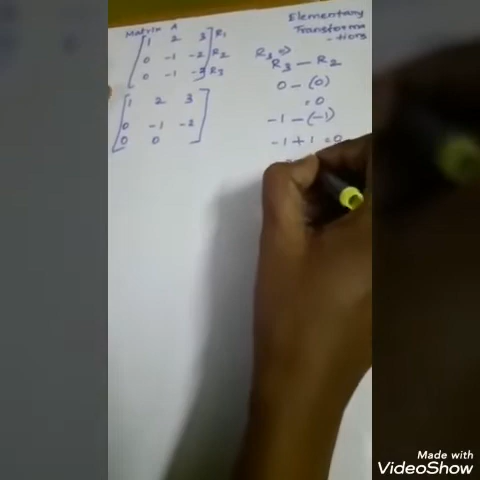 Matrix A
1 2 3 R1
0 -1 -2 R2
0 -1 -3 R3
1 2 3
0 -1 -2
0 0
Elementary
Transforma
-tions
R3 ⇒
R3 - R2
0 - (0)
= 0
-1 - (-1)
-1 + 1 = 0
Made with
VideoShow